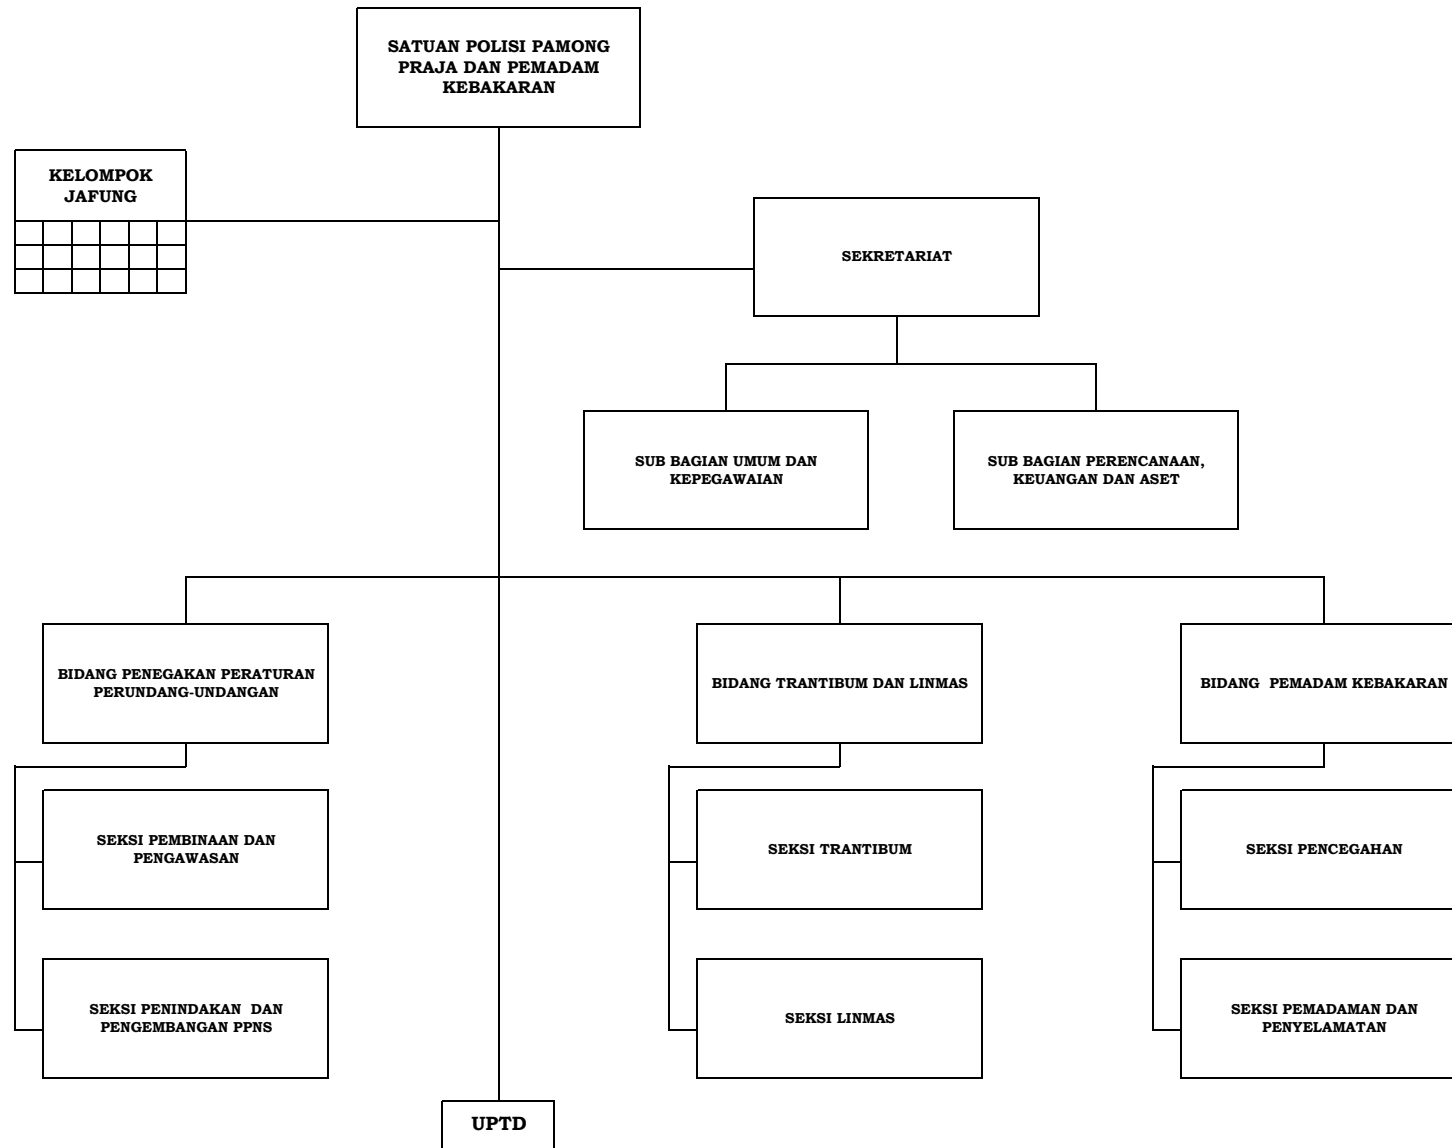 SATUAN POLISI PAMONG
PRAJA DAN PEMADAM
KEBAKARAN
KELOMPOK
JAFUNG
SEKRETARIAT
SUB BAGIAN UMUM DAN
KEPEGAWAIAN
SUB BAGIAN PERENCANAAN,
KEUANGAN DAN ASET
BIDANG PENEGAKAN PERATURAN
PERUNDANG-UNDANGAN
BIDANG TRANTIBUM DAN LINMAS
BIDANG  PEMADAM KEBAKARAN
SEKSI PEMBINAAN DAN
PENGAWASAN
SEKSI TRANTIBUM
SEKSI PENCEGAHAN
SEKSI PENINDAKAN  DAN
PENGEMBANGAN PPNS
SEKSI LINMAS
SEKSI PEMADAMAN DAN
PENYELAMATAN
UPTD